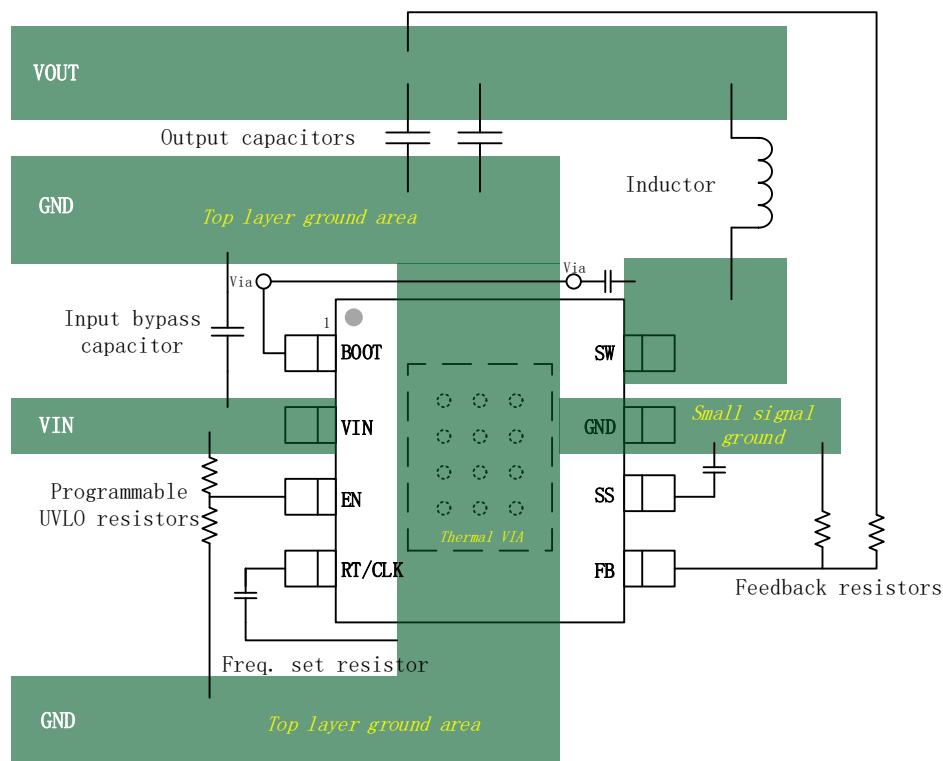 VOUT
Output capacitors
GND
Top layer ground area
Inductor
Via
Via
Input bypass
capacitor
1
BOOT
SW
VIN
VIN
GND
Small signal
ground
Programmable
UVLO resistors
EN
SS
Thermal VIA
RT/CLK
FB
Feedback resistors
Freq. set resistor
GND
Top layer ground area